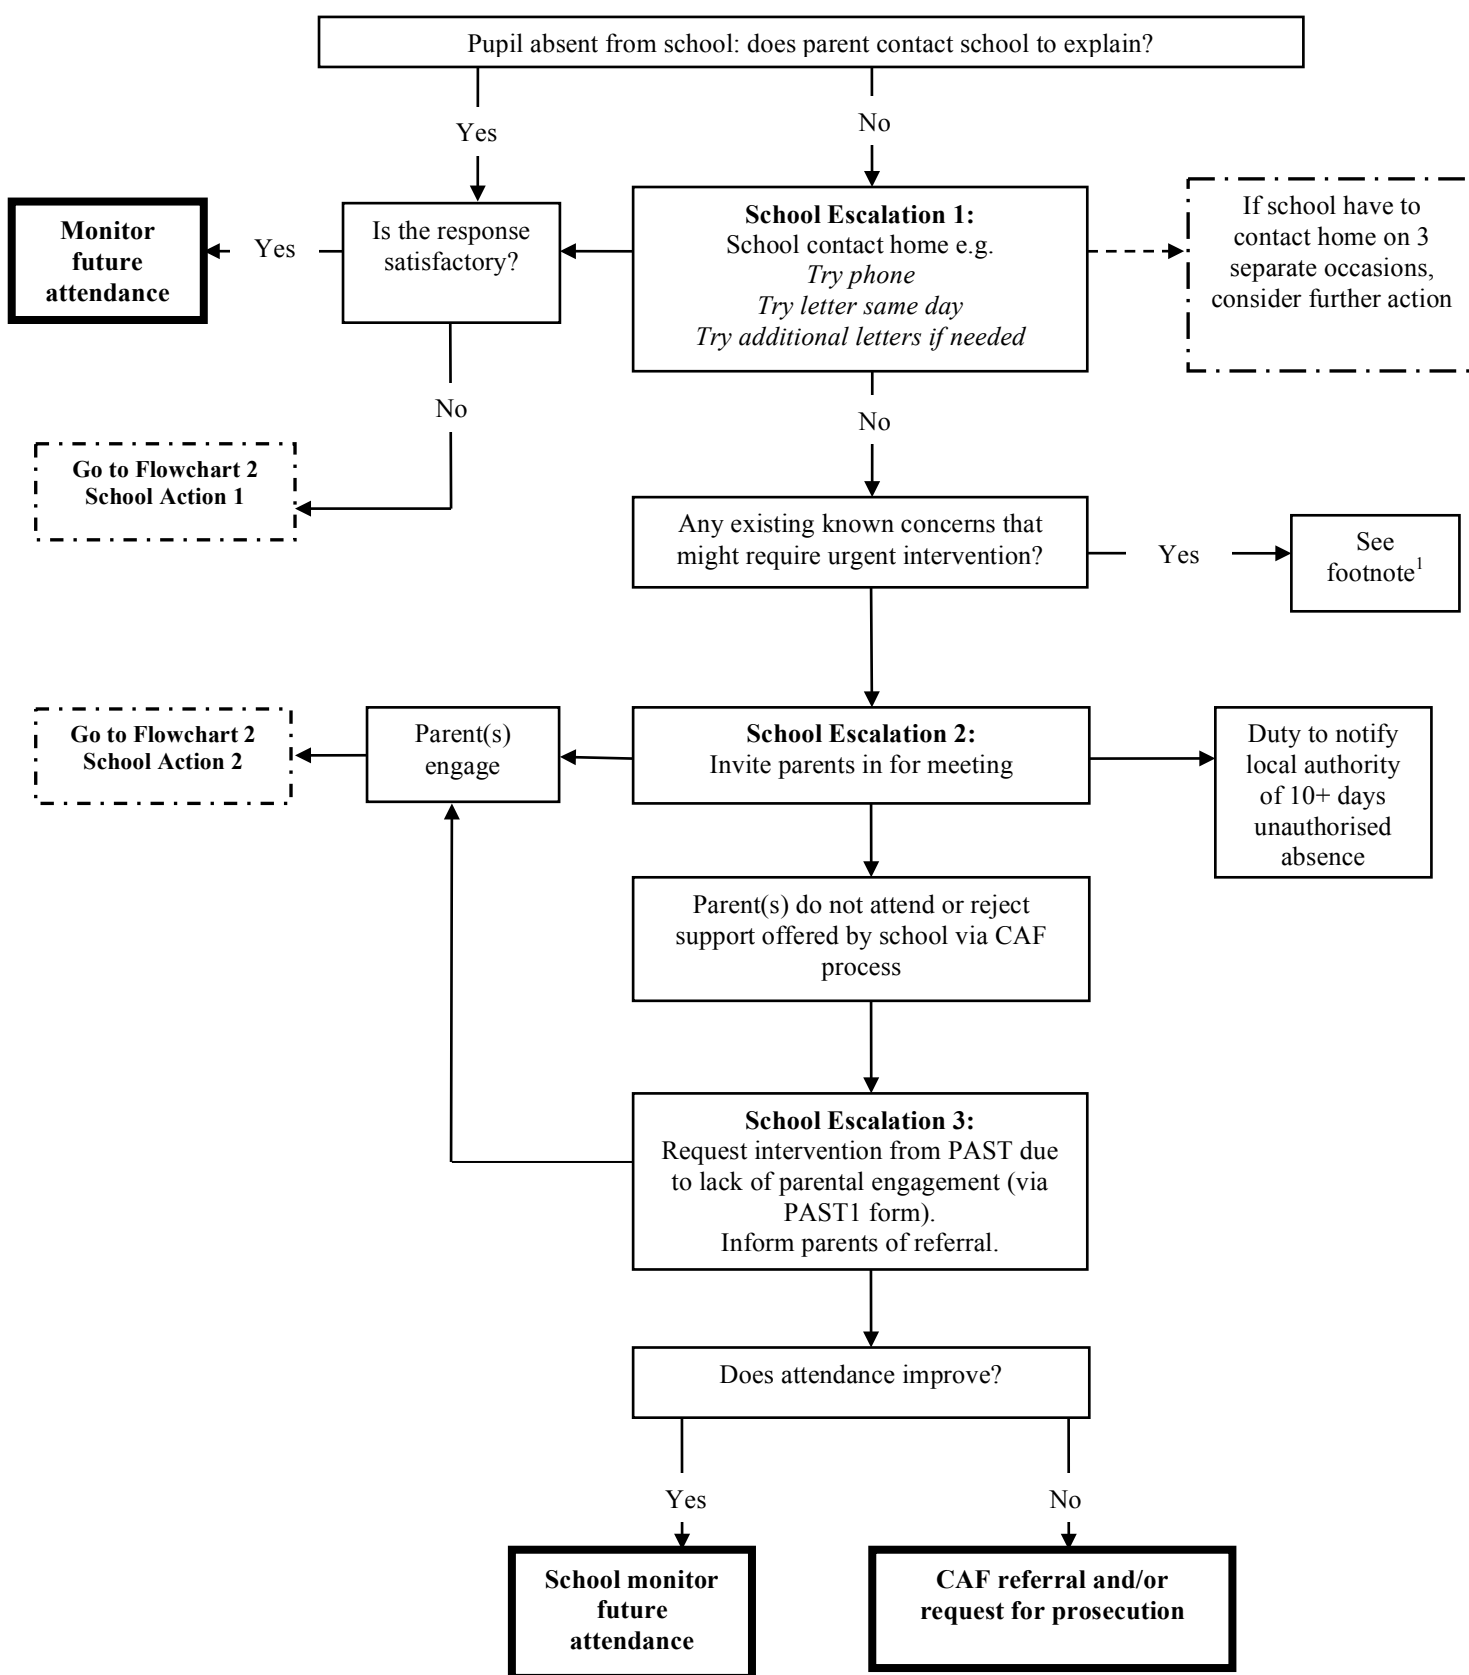 Pupil absent from school: does parent contact school to explain?
Yes
No
Monitor
future
attendance
Yes
Is the response
satisfactory?
School Escalation 1:
School contact home e.g.
Try phone
Try letter same day
Try additional letters if needed
If school have to
contact home on 3
separate occasions,
consider further action
No
No
Go to Flowchart 2
School Action 1
Any existing known concerns that
might require urgent intervention?
Yes
See
footnote¹
Go to Flowchart 2
School Action 2
Parent(s)
engage
School Escalation 2:
Invite parents in for meeting
Duty to notify
local authority
of 10+ days
unauthorised
absence
Parent(s) do not attend or reject
support offered by school via CAF
process
School Escalation 3:
Request intervention from PAST due
to lack of parental engagement (via
PAST1 form).
Inform parents of referral.
Does attendance improve?
Yes
No
School monitor
future
attendance
CAF referral and/or
request for prosecution